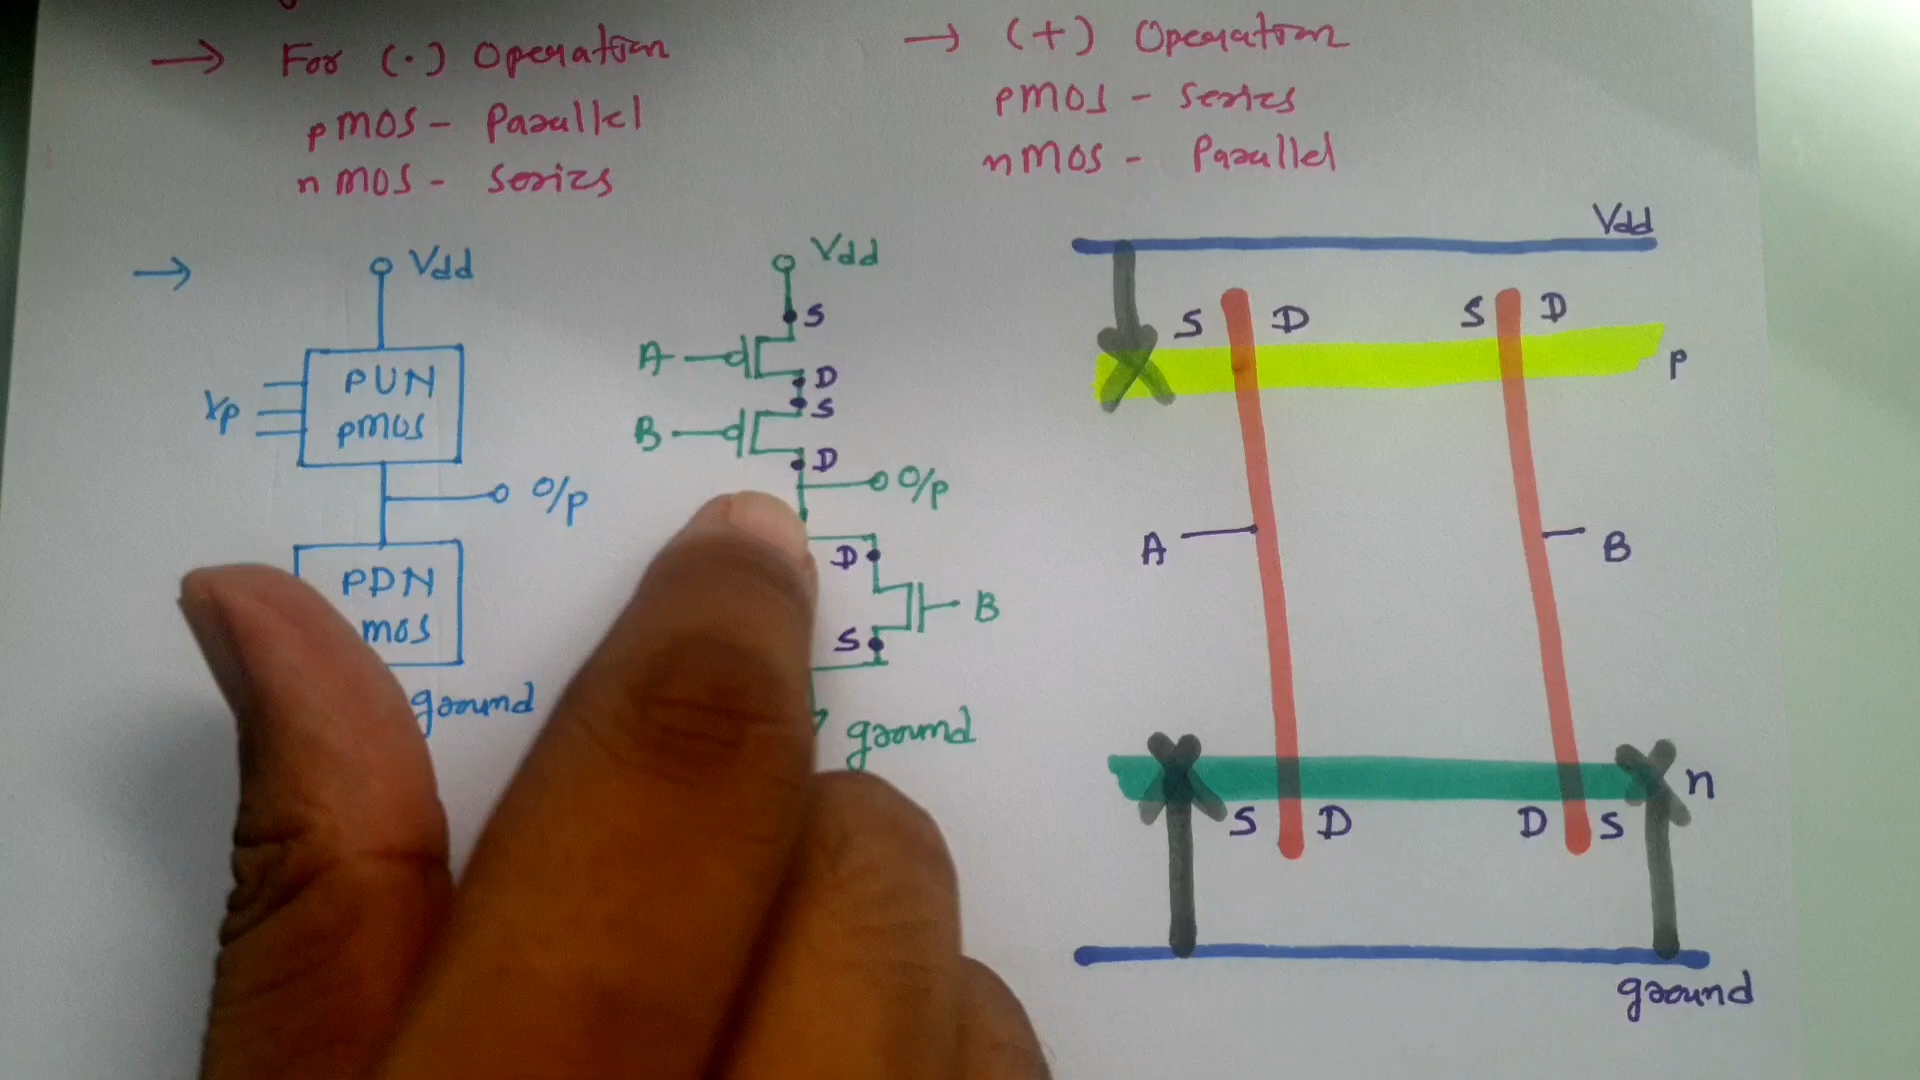 → For (·) Operation
pMOS - Parallel
nMOS - Series
→ (+) Operation
pMOS - Series
nMOS - Parallel
→
Vdd
PUN
pMOS
O/p
PDN
mos
ground
Vdd
S
A
D
S
B
D
O/p
D
B
S
ground
Vdd
S D S D
p
A B
n
S D D S
ground